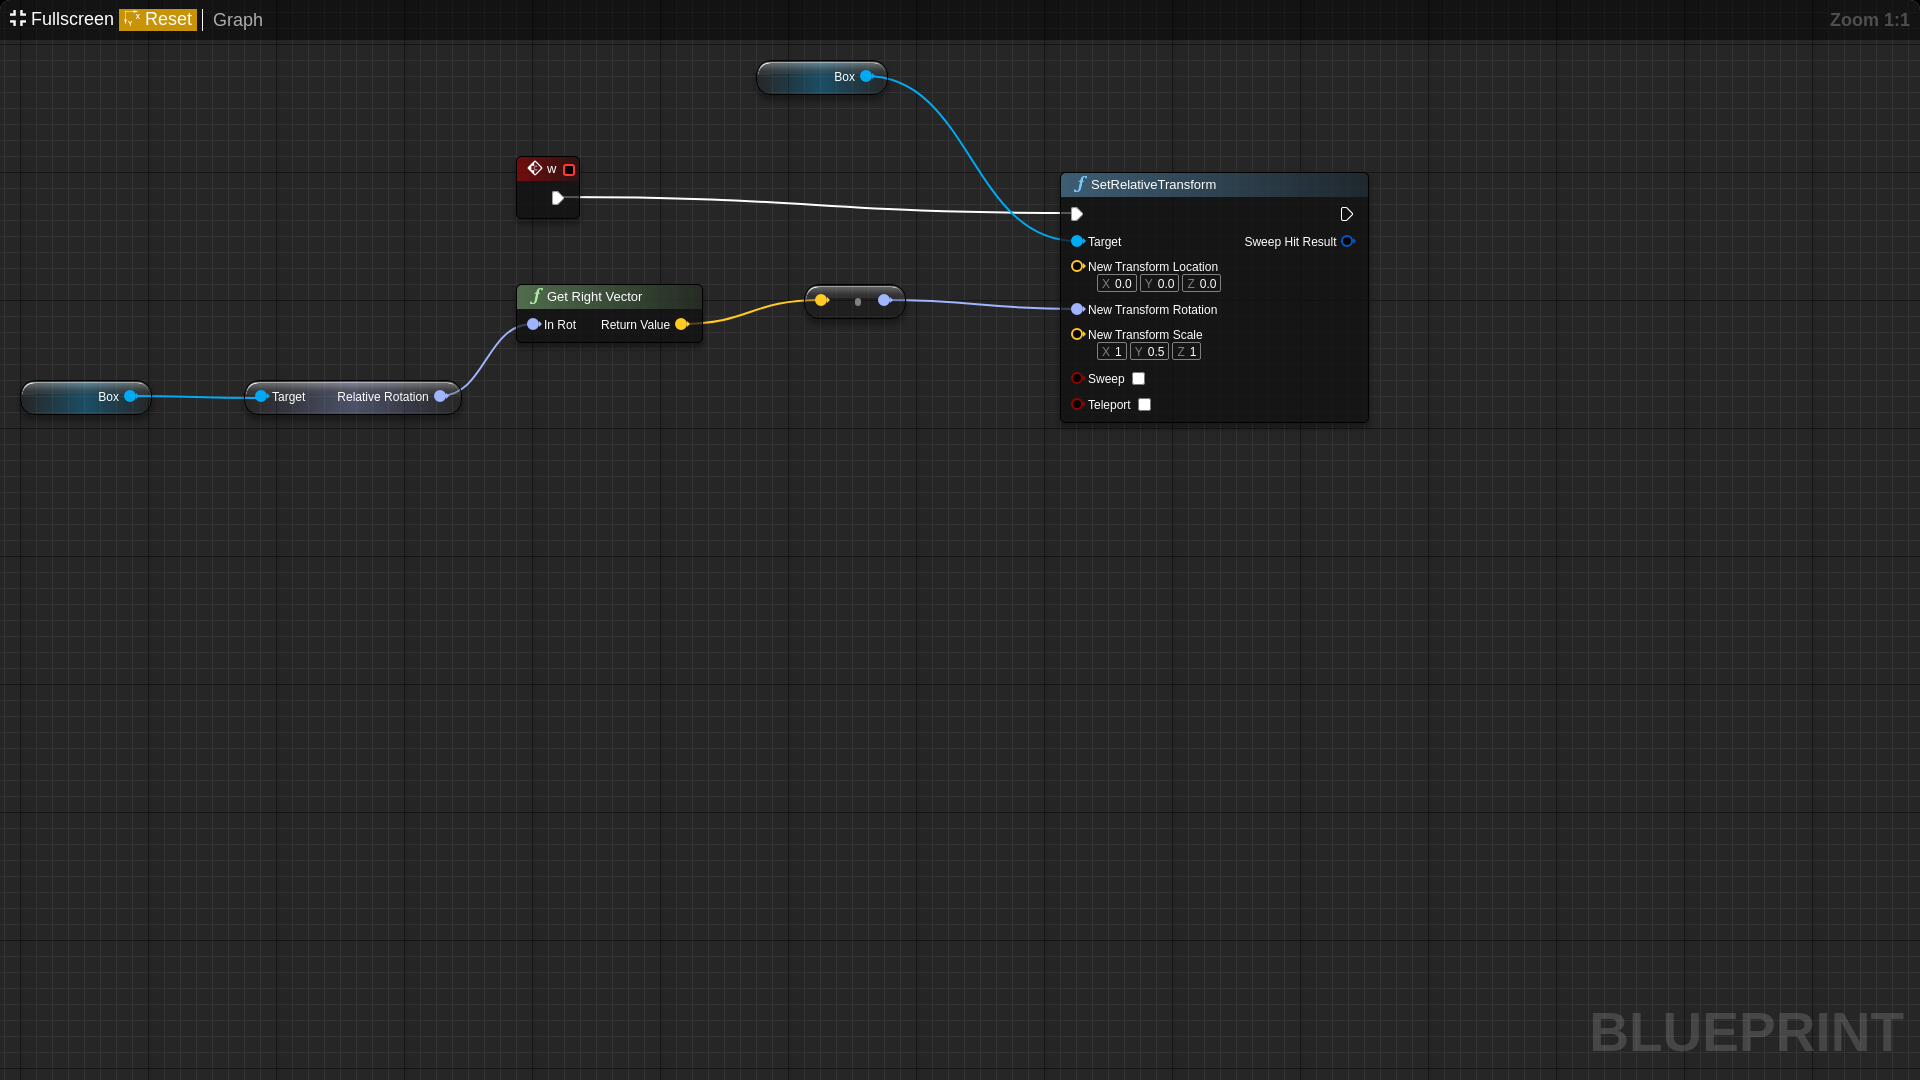 Fullscreen Reset Graph Zoom 1:1
Box
w
SetRelativeTransform
Target Sweep Hit Result
New Transform Location
X 0.0 Y 0.0 Z 0.0
Get Right Vector
In Rot Return Value
New Transform Rotation
New Transform Scale
X 1 Y 0.5 Z 1
Sweep
Box Target Relative Rotation
Teleport
BLUEPRINT